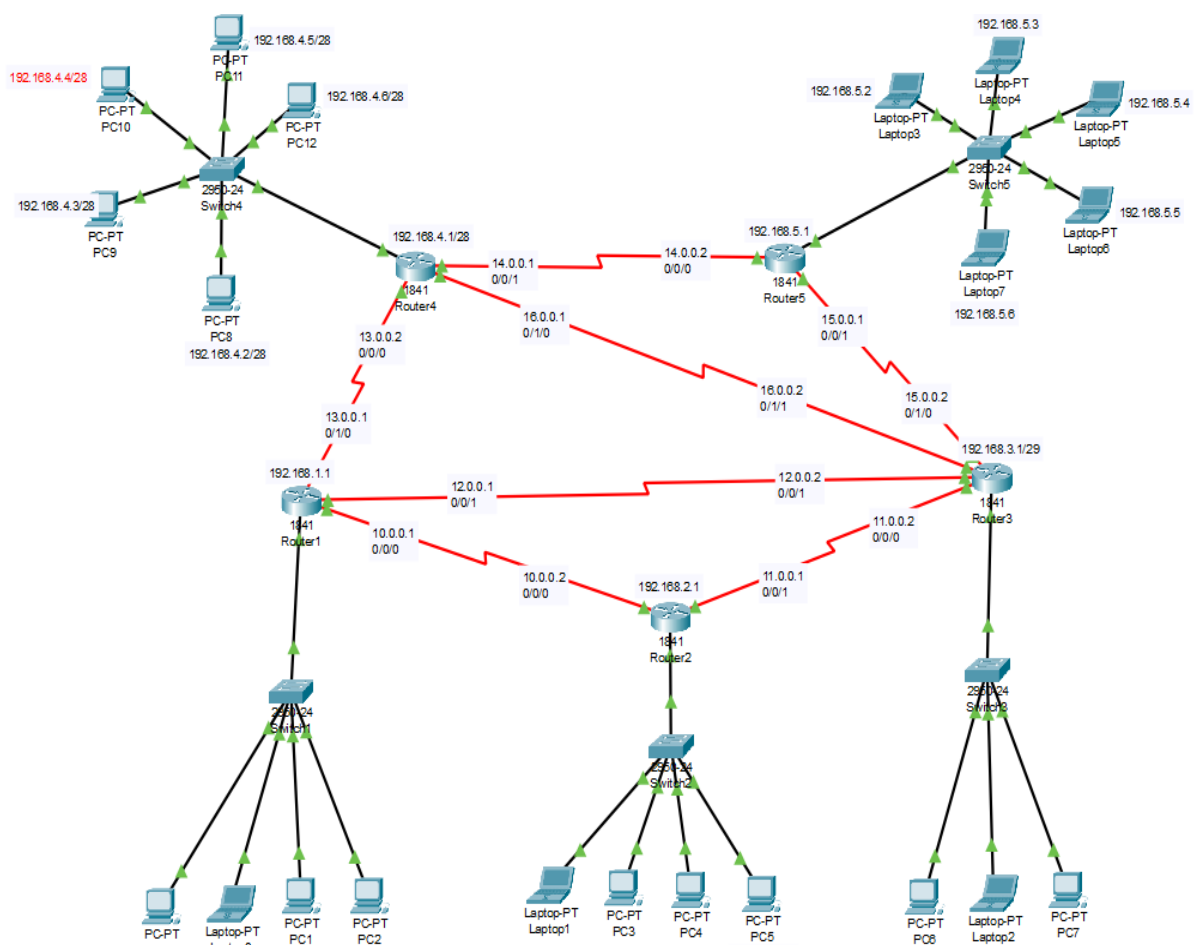 192.168.4.5/28
PC-PT
PC11
192.168.4.4/28
PC-PT
PC10
192.168.4.6/28
PC-PT
PC12
2950-24
Switch4
192.168.4.3/28
PC-PT
PC9
PC-PT
PC8
192.168.4.2/28
192.168.5.3
Laptop-PT
Laptop4
192.168.5.2
Laptop-PT
Laptop3
192.168.5.4
Laptop-PT
Laptop5
2950-24
Switch5
192.168.5.5
Laptop-PT
Laptop6
Laptop-PT
Laptop7
192.168.5.6
192.168.4.1/28
1841
Router4
14.0.0.1
0/0/1
14.0.0.2
0/0/0
192.168.5.1
1841
Router5
16.0.0.1
0/1/0
15.0.0.1
0/0/1
13.0.0.2
0/0/0
16.0.0.2
0/1/1
15.0.0.2
0/1/0
13.0.0.1
0/1/0
192.168.1.1
1841
Router1
12.0.0.1
0/0/1
12.0.0.2
0/0/1
192.168.3.1/29
1841
Router3
10.0.0.1
0/0/0
11.0.0.2
0/0/0
10.0.0.2
0/0/0
192.168.2.1
11.0.0.1
0/0/1
1841
Router2
2950-24
Switch1
2950-24
Switch2
2950-24
Switch3
PC-PT
Laptop-PT
PC-PT
PC1
PC-PT
PC2
Laptop-PT
Laptop1
PC-PT
PC3
PC-PT
PC4
PC-PT
PC5
PC-PT
PC6
Laptop-PT
Laptop2
PC-PT
PC7